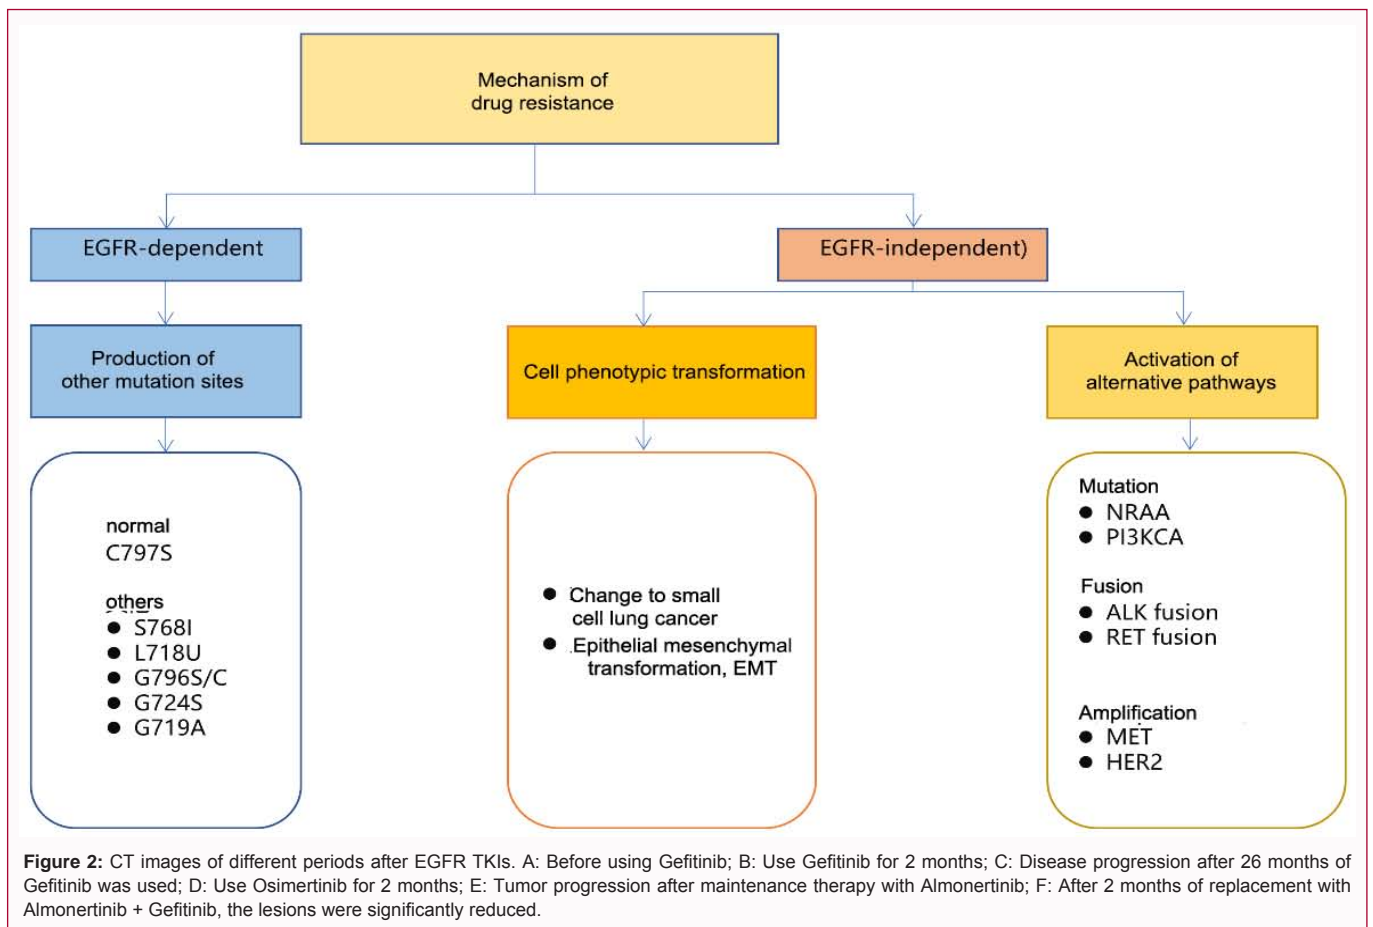 Mechanism of
drug resistance
EGFR-dependent
EGFR-independent)
Production of
other mutation sites
Cell phenotypic transformation
Activation of
alternative pathways
normal
C797S
others
● S768I
● L718U
● G796S/C
● G724S
● G719A
● Change to small
cell lung cancer
● .Epithelial mesenchymal
transformation, EMT
Mutation
● NRAA
● PI3KCA
Fusion
● ALK fusion
● RET fusion
Amplification
● MET
● HER2
Figure 2: CT images of different periods after EGFR TKIs. A: Before using Gefitinib; B: Use Gefitinib for 2 months; C: Disease progression after 26 months of
Gefitinib was used; D: Use Osimertinib for 2 months; E: Tumor progression after maintenance therapy with Almonertinib; F: After 2 months of replacement with
Almonertinib + Gefitinib, the lesions were significantly reduced.